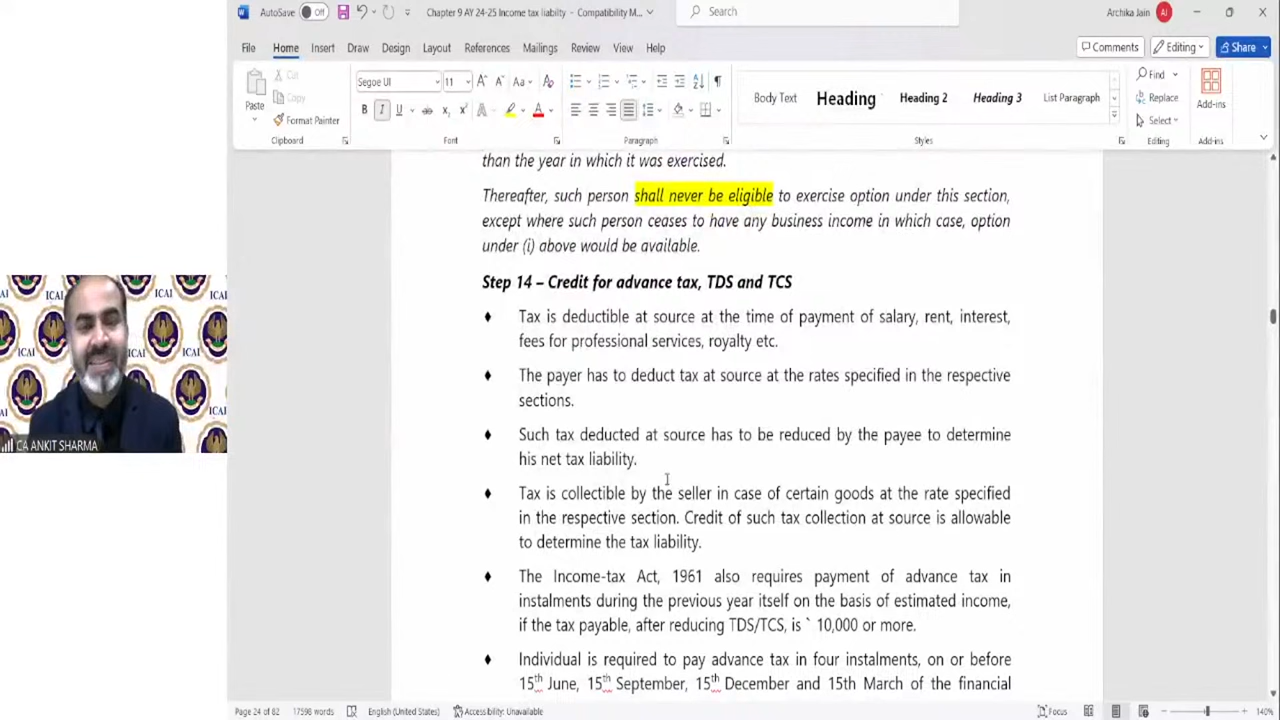 AutoSave Off Chapter 9 AY 24-25 Income tax liabilty - Compatibility M... Search Archika Jain AJ
File Home Insert Draw Design Layout References Mailings Review View Help Comments Editing Share
Paste Cut Copy Format Painter Clipboard
Segoe UI 11 Font
Paragraph
Body Text Heading Heading 2 Heading 3 List Paragraph Styles
Find Replace Select Editing
Add-ins Add-ins
than the year in which it was exercised.
Thereafter, such person shall never be eligible to exercise option under this section,
except where such person ceases to have any business income in which case, option
under (i) above would be available.
Step 14 – Credit for advance tax, TDS and TCS
♦ Tax is deductible at source at the time of payment of salary, rent, interest,
fees for professional services, royalty etc.
♦ The payer has to deduct tax at source at the rates specified in the respective
sections.
♦ Such tax deducted at source has to be reduced by the payee to determine
his net tax liability.
♦ Tax is collectible by the seller in case of certain goods at the rate specified
in the respective section. Credit of such tax collection at source is allowable
to determine the tax liability.
♦ The Income-tax Act, 1961 also requires payment of advance tax in
instalments during the previous year itself on the basis of estimated income,
if the tax payable, after reducing TDS/TCS, is ` 10,000 or more.
♦ Individual is required to pay advance tax in four instalments, on or before
15th June, 15th September, 15th December and 15th March of the financial
ICAI
ICAI
CA ANKIT SHARMA
Page 24 of 82 17598 words English (United States) Accessibility: Unavailable Focus 140%